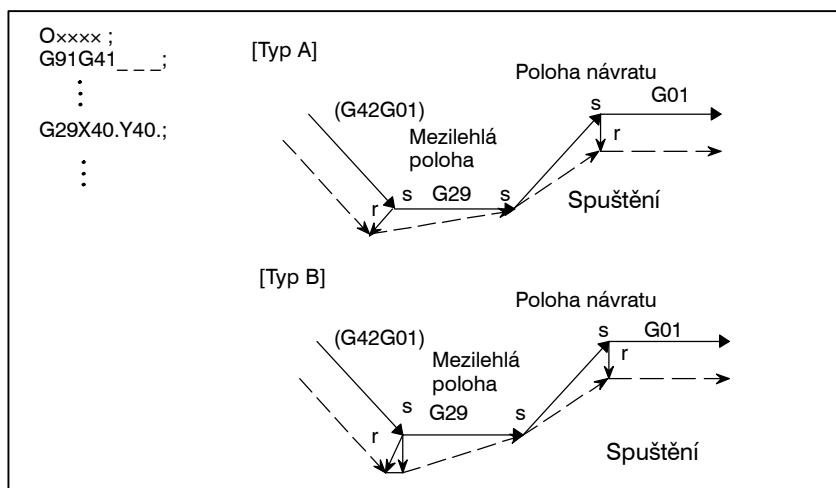 O×××× ;
G91G41_ _ _;
G29X40.Y40.;
[Typ A]
Poloha návratu
(G42G01)
s
G01
Mezilehlá
poloha
r
r
s
G29
s
Spuštění
[Typ B]
Poloha návratu
(G42G01)
s
G01
Mezilehlá
poloha
r
s
G29
s
r
Spuštění